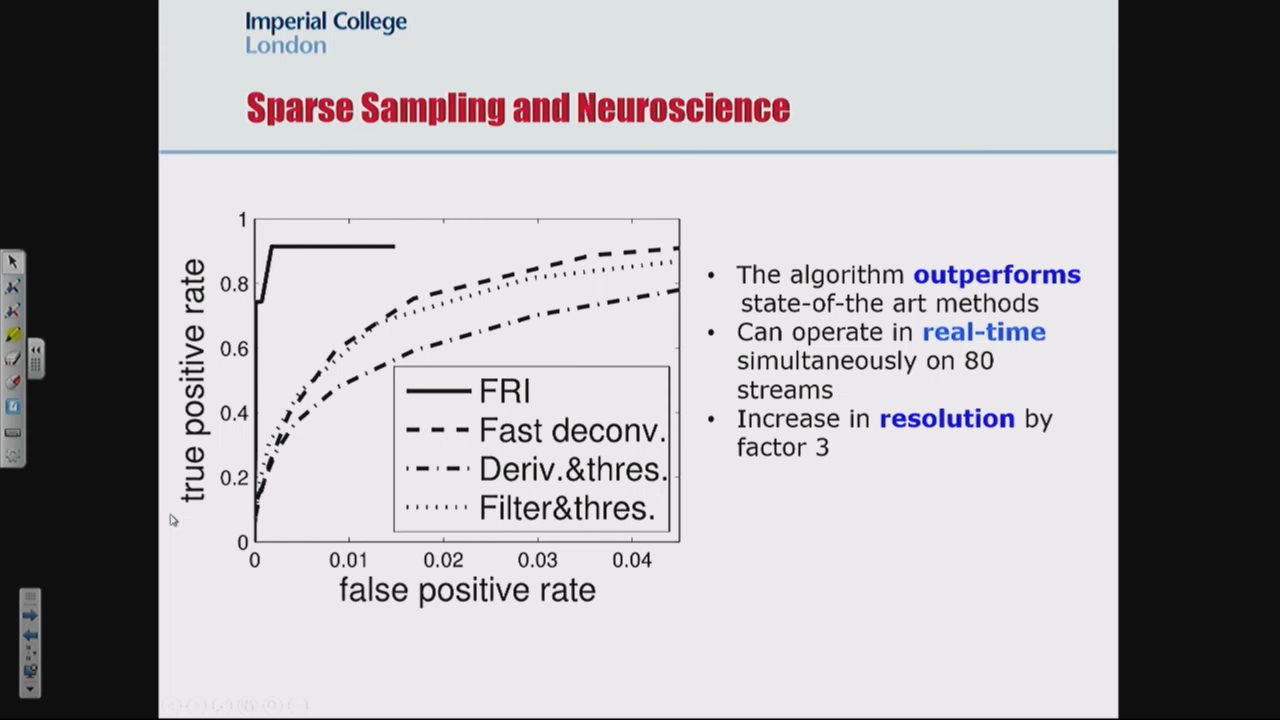 Imperial College
London
Sparse Sampling and Neuroscience
1
0.8
0.6
0.4
0.2
0
true positive rate
0
0.01
0.02
0.03
0.04
false positive rate
FRI
Fast deconv.
Deriv.&thres.
Filter&thres.
• The algorithm outperforms
state-of-the art methods
• Can operate in real-time
simultaneously on 80
streams
• Increase in resolution by
factor 3